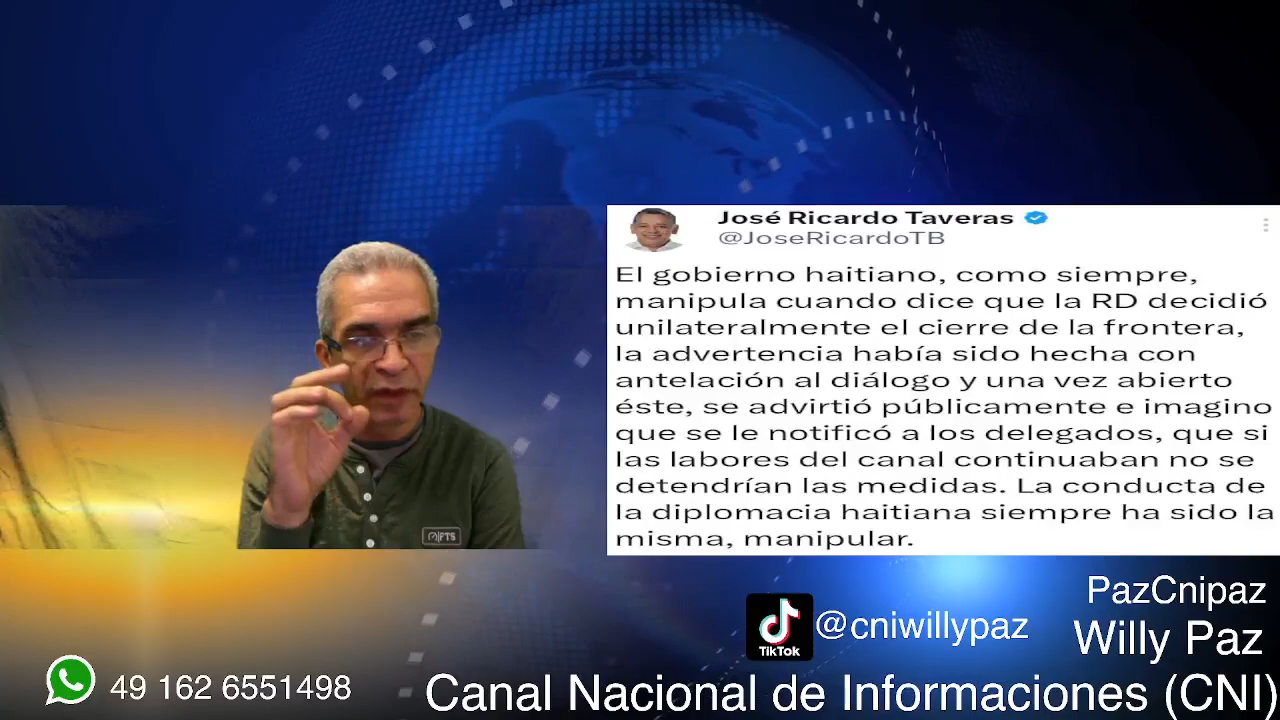 José Ricardo Taveras
@JoseRicardoTB
El gobierno haitiano, como siempre,
manipula cuando dice que la RD decidió
unilateralmente el cierre de la frontera,
la advertencia había sido hecha con
antelación al diálogo y una vez abierto
éste, se advirtió públicamente e imagino
que se le notificó a los delegados, que si
las labores del canal continuaban no se
detendrían las medidas. La conducta de
la diplomacia haitiana siempre ha sido la
misma, manipular.
PTS
PazCnipaz
TikTok
@cniwillypaz
Willy Paz
49 162 6551498
Canal Nacional de Informaciones (CNI)